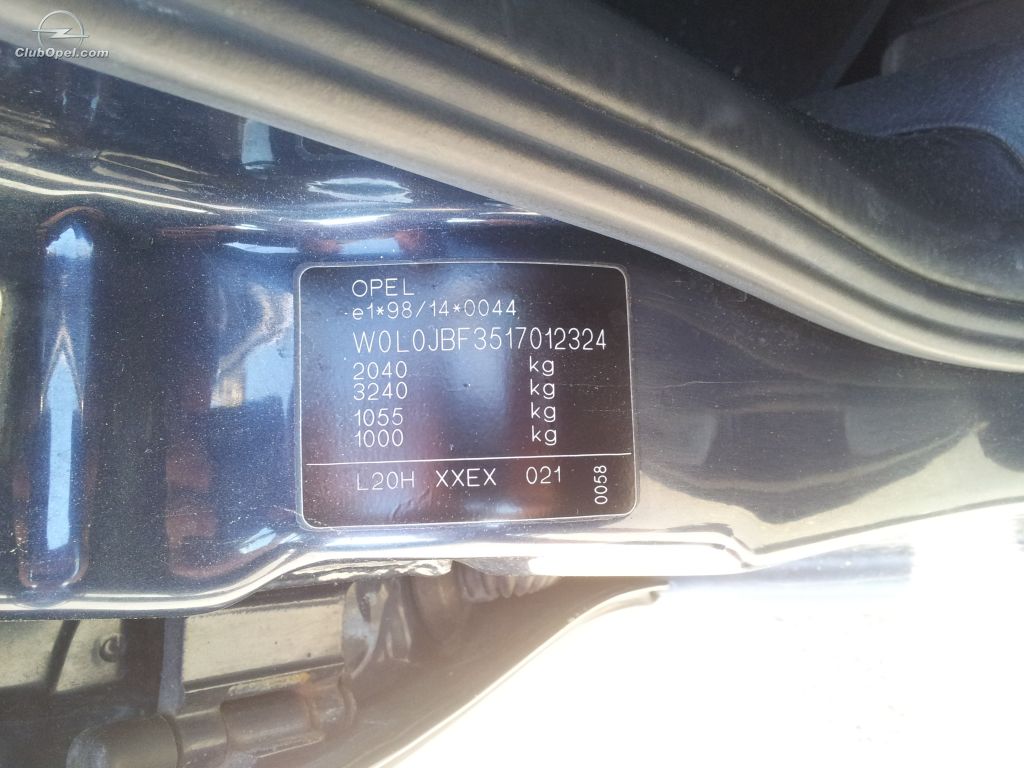 ClubOpel.com
OPEL
e1*98/14*0044
W0L0JBF3517012324
2040 kg
3240 kg
1055 kg
1000 kg
L20H XXEX 021
0058